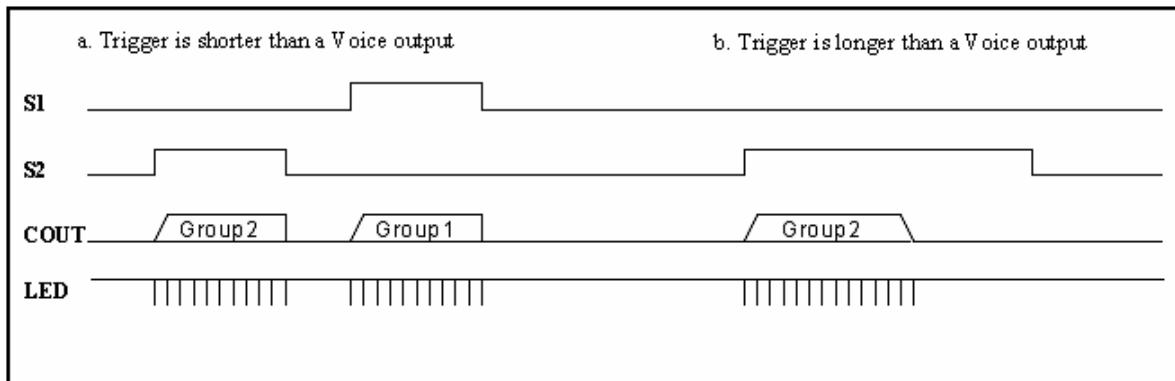 a. Trigger is shorter than a Voice output
b. Trigger is longer than a Voice output
S1
S2
COUT
Group2
Group1
Group2
LED